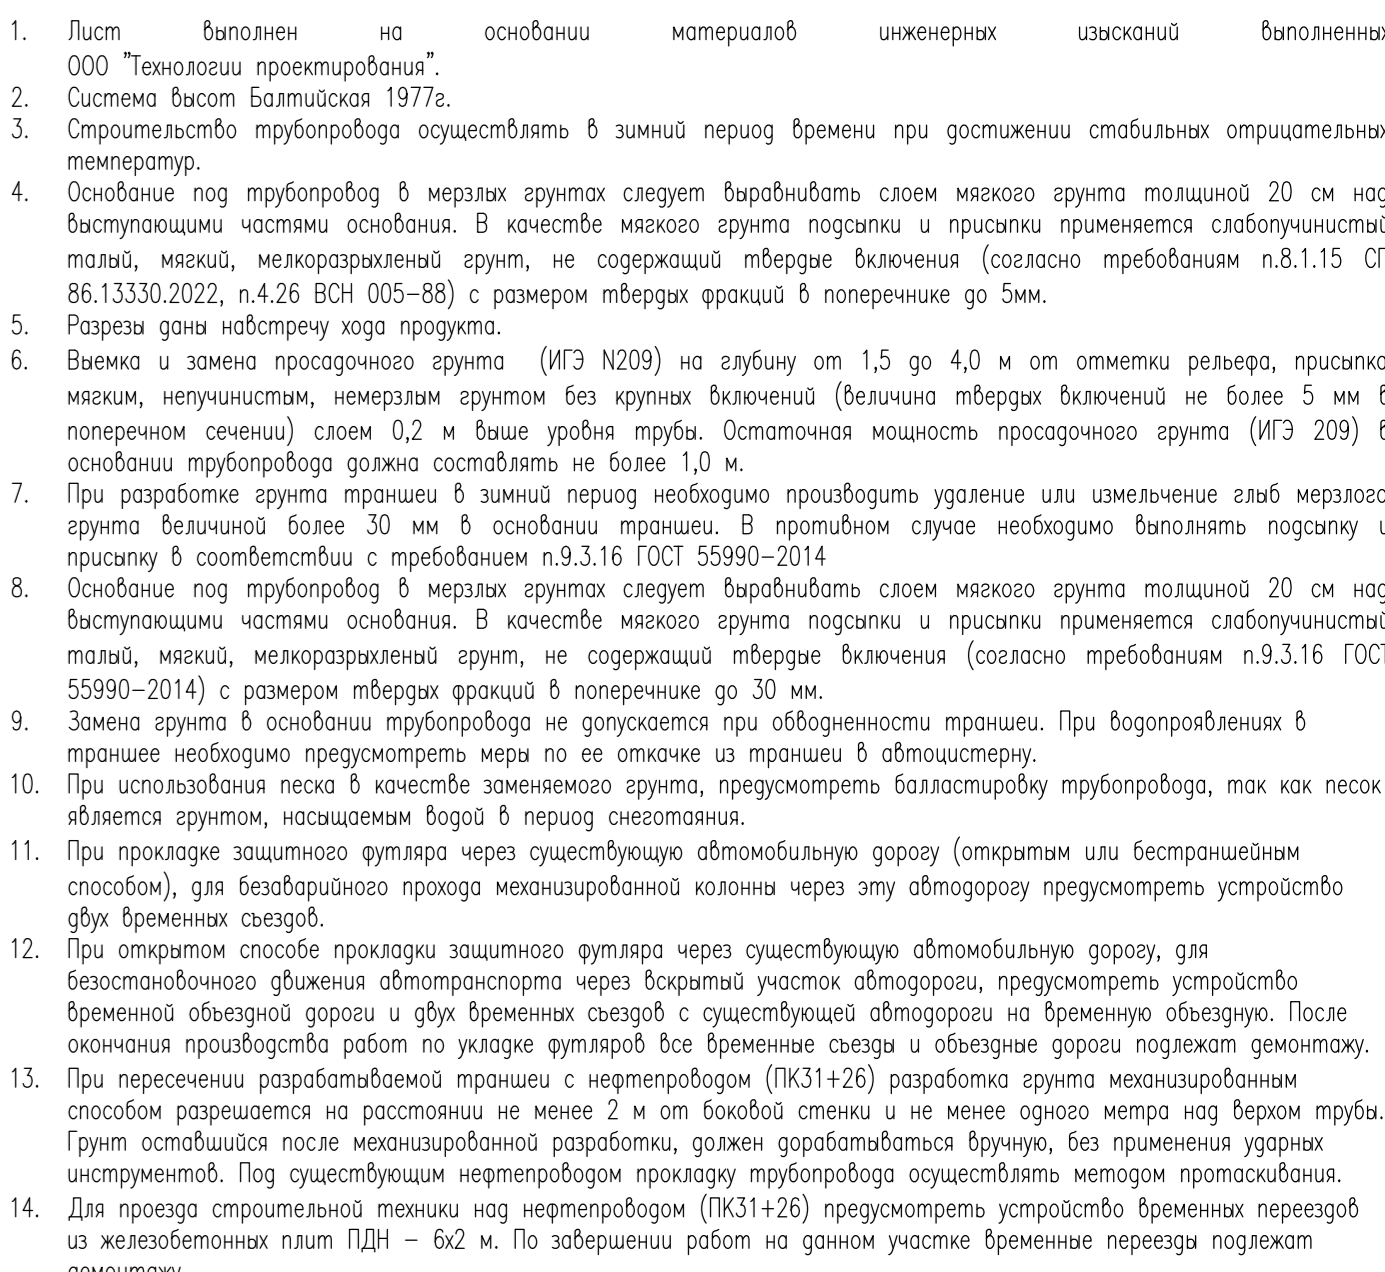 1. Лист выполнен на основании материалов инженерных изысканий выполненных
ООО "Технологии проектирования".
2. Система высот Балтийская 1977г.
3. Строительство трубопровода осуществлять в зимний период времени при достижении стабильных отрицательных
температур.
4. Основание под трубопровод в мерзлых грунтах следует выравнивать слоем мягкого грунта толщиной 20 см над
выступающими частями основания. В качестве мягкого грунта подсыпки и присыпки применяется слабопучинистый
талый, мягкий, мелкоразрыхленый грунт, не содержащий твердые включения (согласно требованиям п.8.1.15 СП
86.13330.2022, п.4.26 ВСН 005-88) с размером твердых фракций в поперечнике до 5мм.
5. Разрезы даны навстречу хода продукта.
6. Выемка и замена просадочного грунта (ИГЭ N209) на глубину от 1,5 до 4,0 м от отметки рельефа, присыпка
мягким, непучинистым, немерзлым грунтом без крупных включений (величина твердых включений не более 5 мм в
поперечном сечении) слоем 0,2 м выше уровня трубы. Остаточная мощность просадочного грунта (ИГЭ 209) в
основании трубопровода должна составлять не более 1,0 м.
7. При разработке грунта траншеи в зимний период необходимо производить удаление или измельчение глыб мерзлого
грунта величиной более 30 мм в основании траншеи. В противном случае необходимо выполнять подсыпку и
присыпку в соответствии с требованием п.9.3.16 ГОСТ 55990-2014
8. Основание под трубопровод в мерзлых грунтах следует выравнивать слоем мягкого грунта толщиной 20 см над
выступающими частями основания. В качестве мягкого грунта подсыпки и присыпки применяется слабопучинистый
талый, мягкий, мелкоразрыхленый грунт, не содержащий твердые включения (согласно требованиям п.9.3.16 ГОСТ
55990-2014) с размером твердых фракций в поперечнике до 30 мм.
9. Замена грунта в основании трубопровода не допускается при обводненности траншеи. При водопроявлениях в
траншее необходимо предусмотреть меры по ее откачке из траншеи в автоцистерну.
10. При использования песка в качестве заменяемого грунта, предусмотреть балластировку трубопровода, так как песок
является грунтом, насыщаемым водой в период снеготаяния.
11. При прокладке защитного футляра через существующую автомобильную дорогу (открытым или бестраншейным
способом), для безаварийного прохода механизированной колонны через эту автодорогу предусмотреть устройство
двух временных съездов.
12. При открытом способе прокладки защитного футляра через существующую автомобильную дорогу, для
безостановочного движения автотранспорта через вскрытый участок автодороги, предусмотреть устройство
временной объездной дороги и двух временных съездов с существующей автодороги на временную объездную. После
окончания производства работ по укладке футляров все временные съезды и объездные дороги подлежат демонтажу.
13. При пересечении разрабатываемой траншеи с нефтепроводом (ПК31+26) разработка грунта механизированным
способом разрешается на расстоянии не менее 2 м от боковой стенки и не менее одного метра над верхом трубы.
Грунт оставшийся после механизированной разработки, должен дорабатываться вручную, без применения ударных
инструментов. Под существующим нефтепроводом прокладку трубопровода осуществлять методом протаскивания.
14. Для проезда строительной техники над нефтепроводом (ПК31+26) предусмотреть устройство временных переездов
из железобетонных плит ПДН - 6х2 м. По завершении работ на данном участке временные переезды подлежат
демонтажу